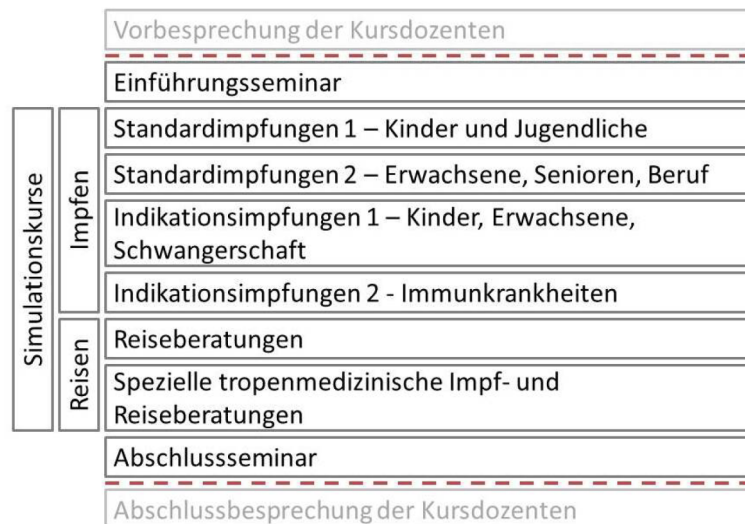 Vorbesprechung der Kursdozenten
Einführungsseminar
Simulationskurse
Impfen
Standardimpfungen 1 – Kinder und Jugendliche
Standardimpfungen 2 – Erwachsene, Senioren, Beruf
Indikationsimpfungen 1 – Kinder, Erwachsene,
Schwangerschaft
Indikationsimpfungen 2 - Immunkrankheiten
Reisen
Reiseberatungen
Spezielle tropenmedizinische Impf- und
Reiseberatungen
Abschlussseminar
Abschlussbesprechung der Kursdozenten